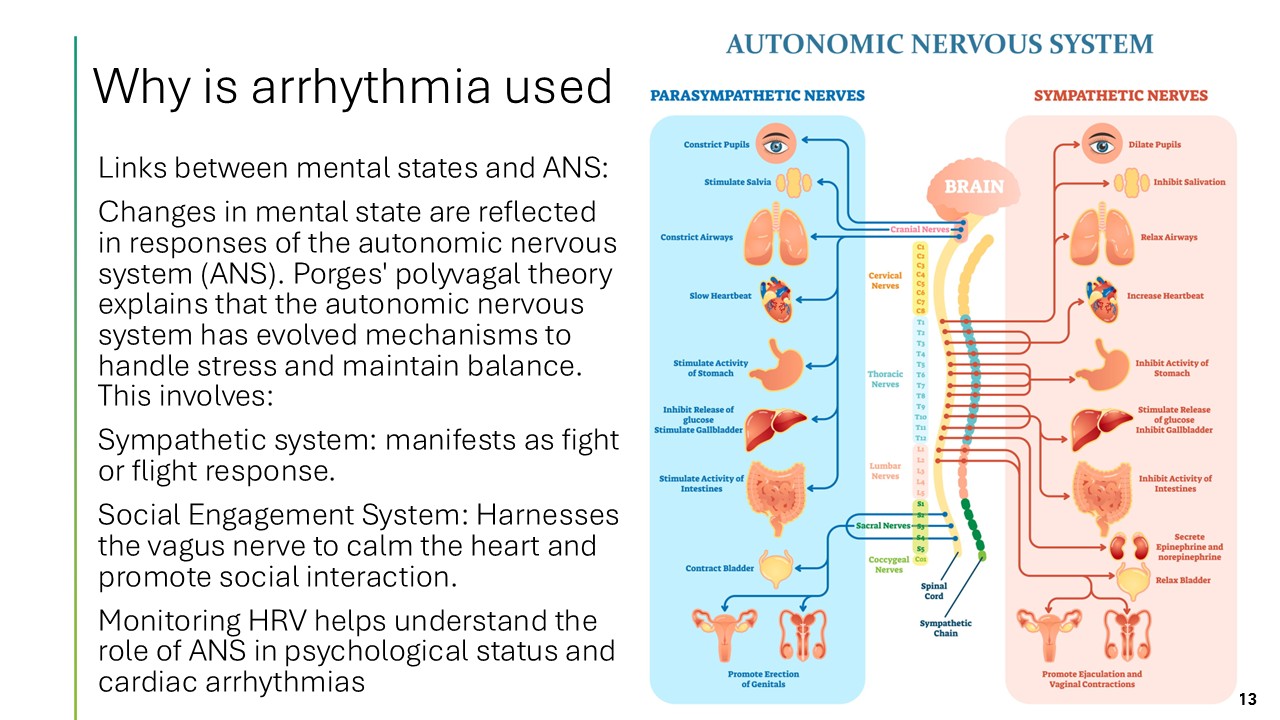 Why is arrhythmia used
Links between mental states and ANS:
Changes in mental state are reflected
in responses of the autonomic nervous
system (ANS). Porges' polyvagal theory
explains that the autonomic nervous
system has evolved mechanisms to
handle stress and maintain balance.
This involves:
Sympathetic system: manifests as fight
or flight response.
Social Engagement System: Harnesses
the vagus nerve to calm the heart and
promote social interaction.
Monitoring HRV helps understand the
role of ANS in psychological status and
cardiac arrhythmias
AUTONOMIC NERVOUS SYSTEM
PARASYMPATHETIC NERVES
Constrict Pupils
Stimulate Salvia
Constrict Airways
Slow Heartbeat
Stimulate Activity
of Stomach
Inhibit Release of
glucose
Stimulate Gallbladder
Stimulate Activity of
Intestines
Contract Bladder
Promote Erection
of Genitals
BRAIN
Cranial Nerves
Cervical
Nerves
Thoracic
Nerves
Lumbar
Nerves
Sacral Nerves
Coccygeal
Nerves
C1
C2
C3
C4
C5
C6
C7
C8
T1
T2
T3
T4
T5
T6
T7
T8
T9
T10
T11
T12
L1
L2
L3
L4
L5
S1
S2
S3
S4
S5
Spinal
Cord
Sympathetic
Chain
SYMPATHETIC NERVES
Dilate Pupils
Inhibit Salivation
Relax Airways
Increase Heartbeat
Inhibit Activity of
Stomach
Stimulate Release
of glucose
Inhibit Gallbladder
Inhibit Activity of
Intestines
Secrete
Epinephrine and
norepinephrine
Relax Bladder
Promote Ejaculation and
Vaginal Contractions
13